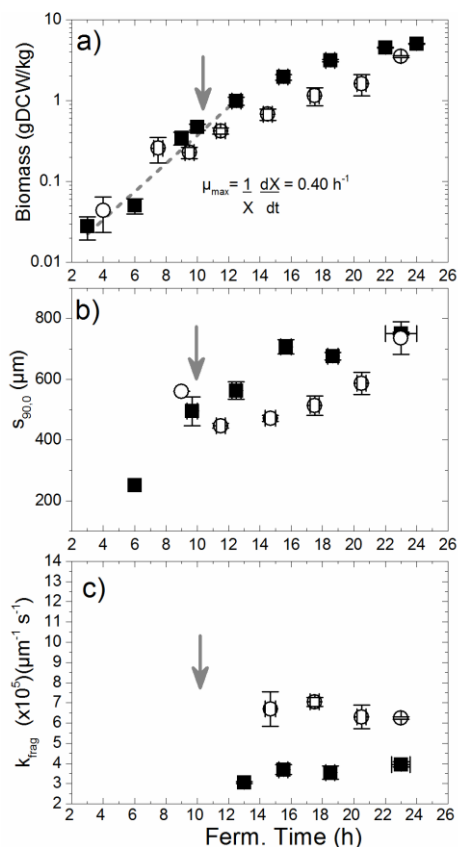 a)
Biomass (gDCW/kg)
10
1
0.1
0.01
μmax= 1 dX = 0.40 h-1
X dt
2 4 6 8 10 12 14 16 18 20 22 24 26
b)
s90,0 (μm)
800
600
400
200
2 4 6 8 10 12 14 16 18 20 22 24 26
c)
kfrag (x10⁵)(μm⁻¹ s⁻¹)
14
13
12
11
10
9
8
7
6
5
4
3
2
2 4 6 8 10 12 14 16 18 20 22 24 26
Ferm. Time (h)